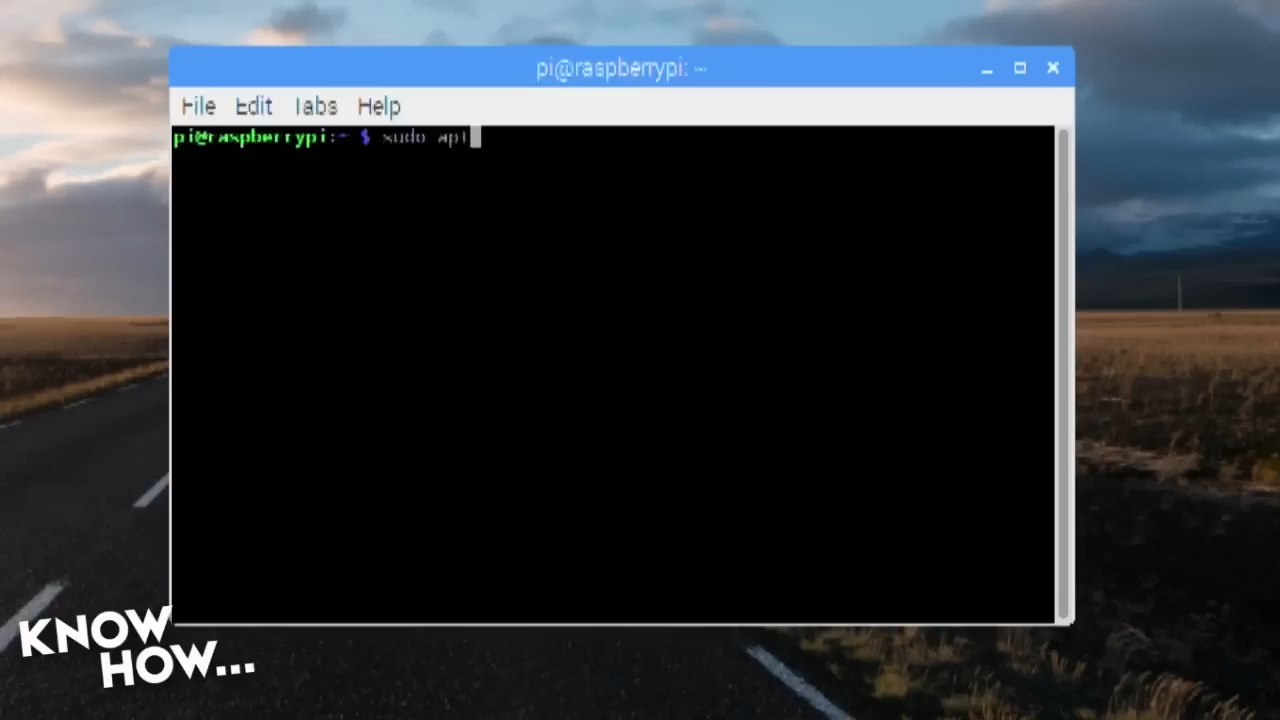 pi@raspberrypi: ~
File Edit Tabs Help
pi@raspberrypi:~ $ sudo apt
KNOW
HOW...